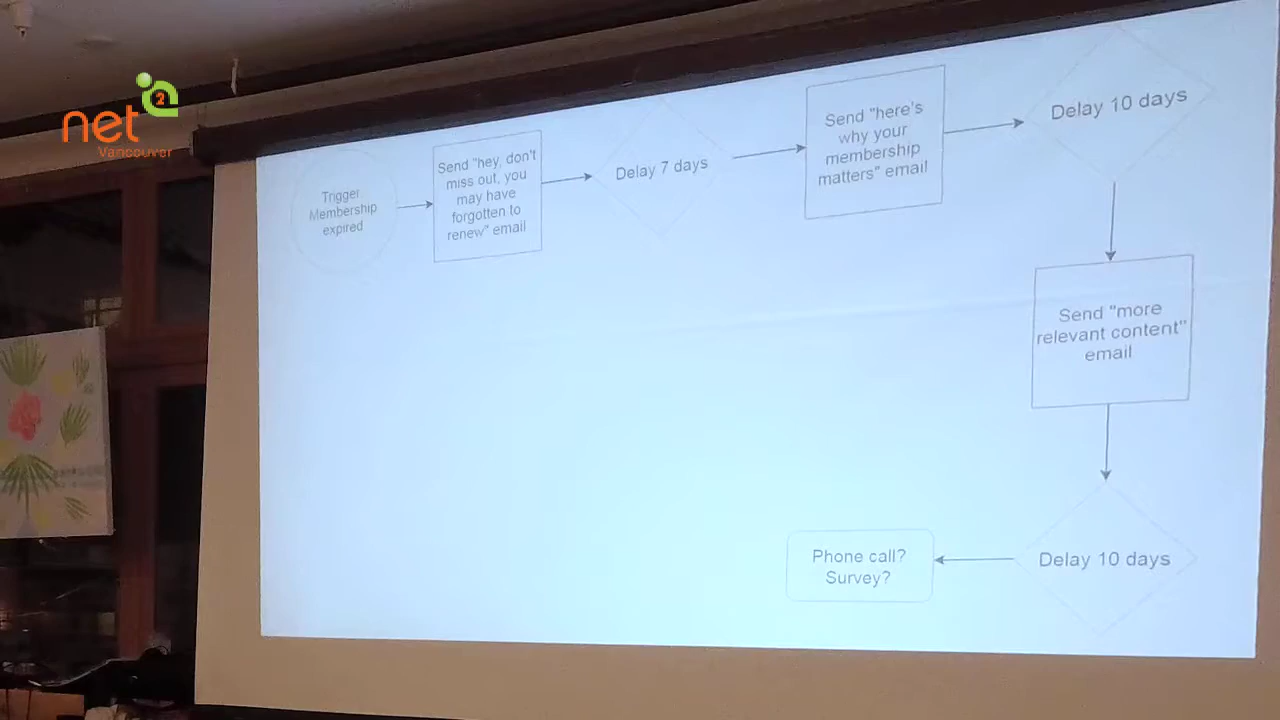 net2
Vancouver
Trigger
Membership
expired
Send "hey, don't
miss out, you
may have
forgotten to
renew" email
Delay 7 days
Send "here's
why your
membership
matters" email
Delay 10 days
Send "more
relevant content"
email
Delay 10 days
Phone call?
Survey?